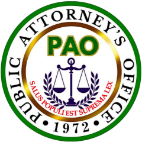 PUBLIC ATTORNEY'S OFFICE
PAO
SALUS POPULI EST SUPREMA LEX
• 1972 •